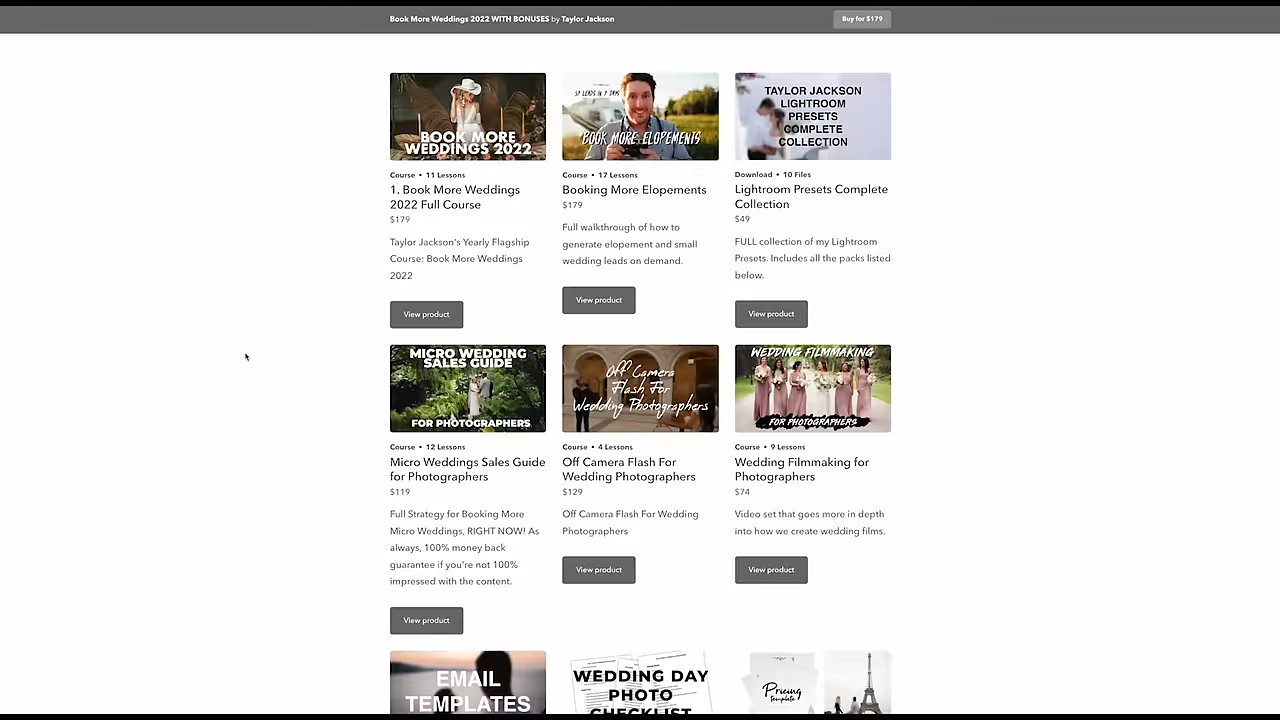 Book More Weddings 2022 WITH BONUSES by Taylor Jackson
Buy for $179
BOOK MORE
WEDDINGS 2022
Course • 11 Lessons
1. Book More Weddings
2022 Full Course
$179
Taylor Jackson's Yearly Flagship
Course: Book More Weddings
2022
View product
57 LEADS IN 7 DAYS
BOOK MORE ELOPEMENTS
Course • 17 Lessons
Booking More Elopements
$179
Full walkthrough of how to
generate elopement and small
wedding leads on demand.
View product
TAYLOR JACKSON
LIGHTROOM
PRESETS
COMPLETE
COLLECTION
Download • 10 Files
Lightroom Presets Complete
Collection
$49
FULL collection of my Lightroom
Presets. Includes all the packs listed
below.
View product
MICRO WEDDING
SALES GUIDE
FOR PHOTOGRAPHERS
Course • 12 Lessons
Micro Weddings Sales Guide
for Photographers
$119
Full Strategy for Booking More
Micro Weddings, RIGHT NOW! As
always, 100% money back
guarantee if you're not 100%
impressed with the content.
View product
Off Camera
Flash For
Wedding Photographers
Course • 4 Lessons
Off Camera Flash For
Wedding Photographers
$129
Off Camera Flash For Wedding
Photographers
View product
WEDDING FILMMAKING
FOR PHOTOGRAPHERS
Course • 9 Lessons
Wedding Filmmaking for
Photographers
$74
Video set that goes more in depth
into how we create wedding films.
View product
EMAIL
TEMPLATES
WEDDING DAY
PHOTO
CHECKLIST
Pricing
Template